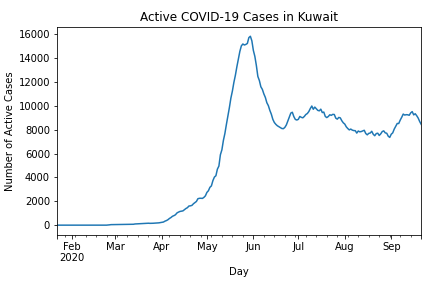 Active COVID-19 Cases in Kuwait
Number of Active Cases
16000
14000
12000
10000
8000
6000
4000
2000
0
Feb Mar Apr May Jun Jul Aug Sep
2020
Day